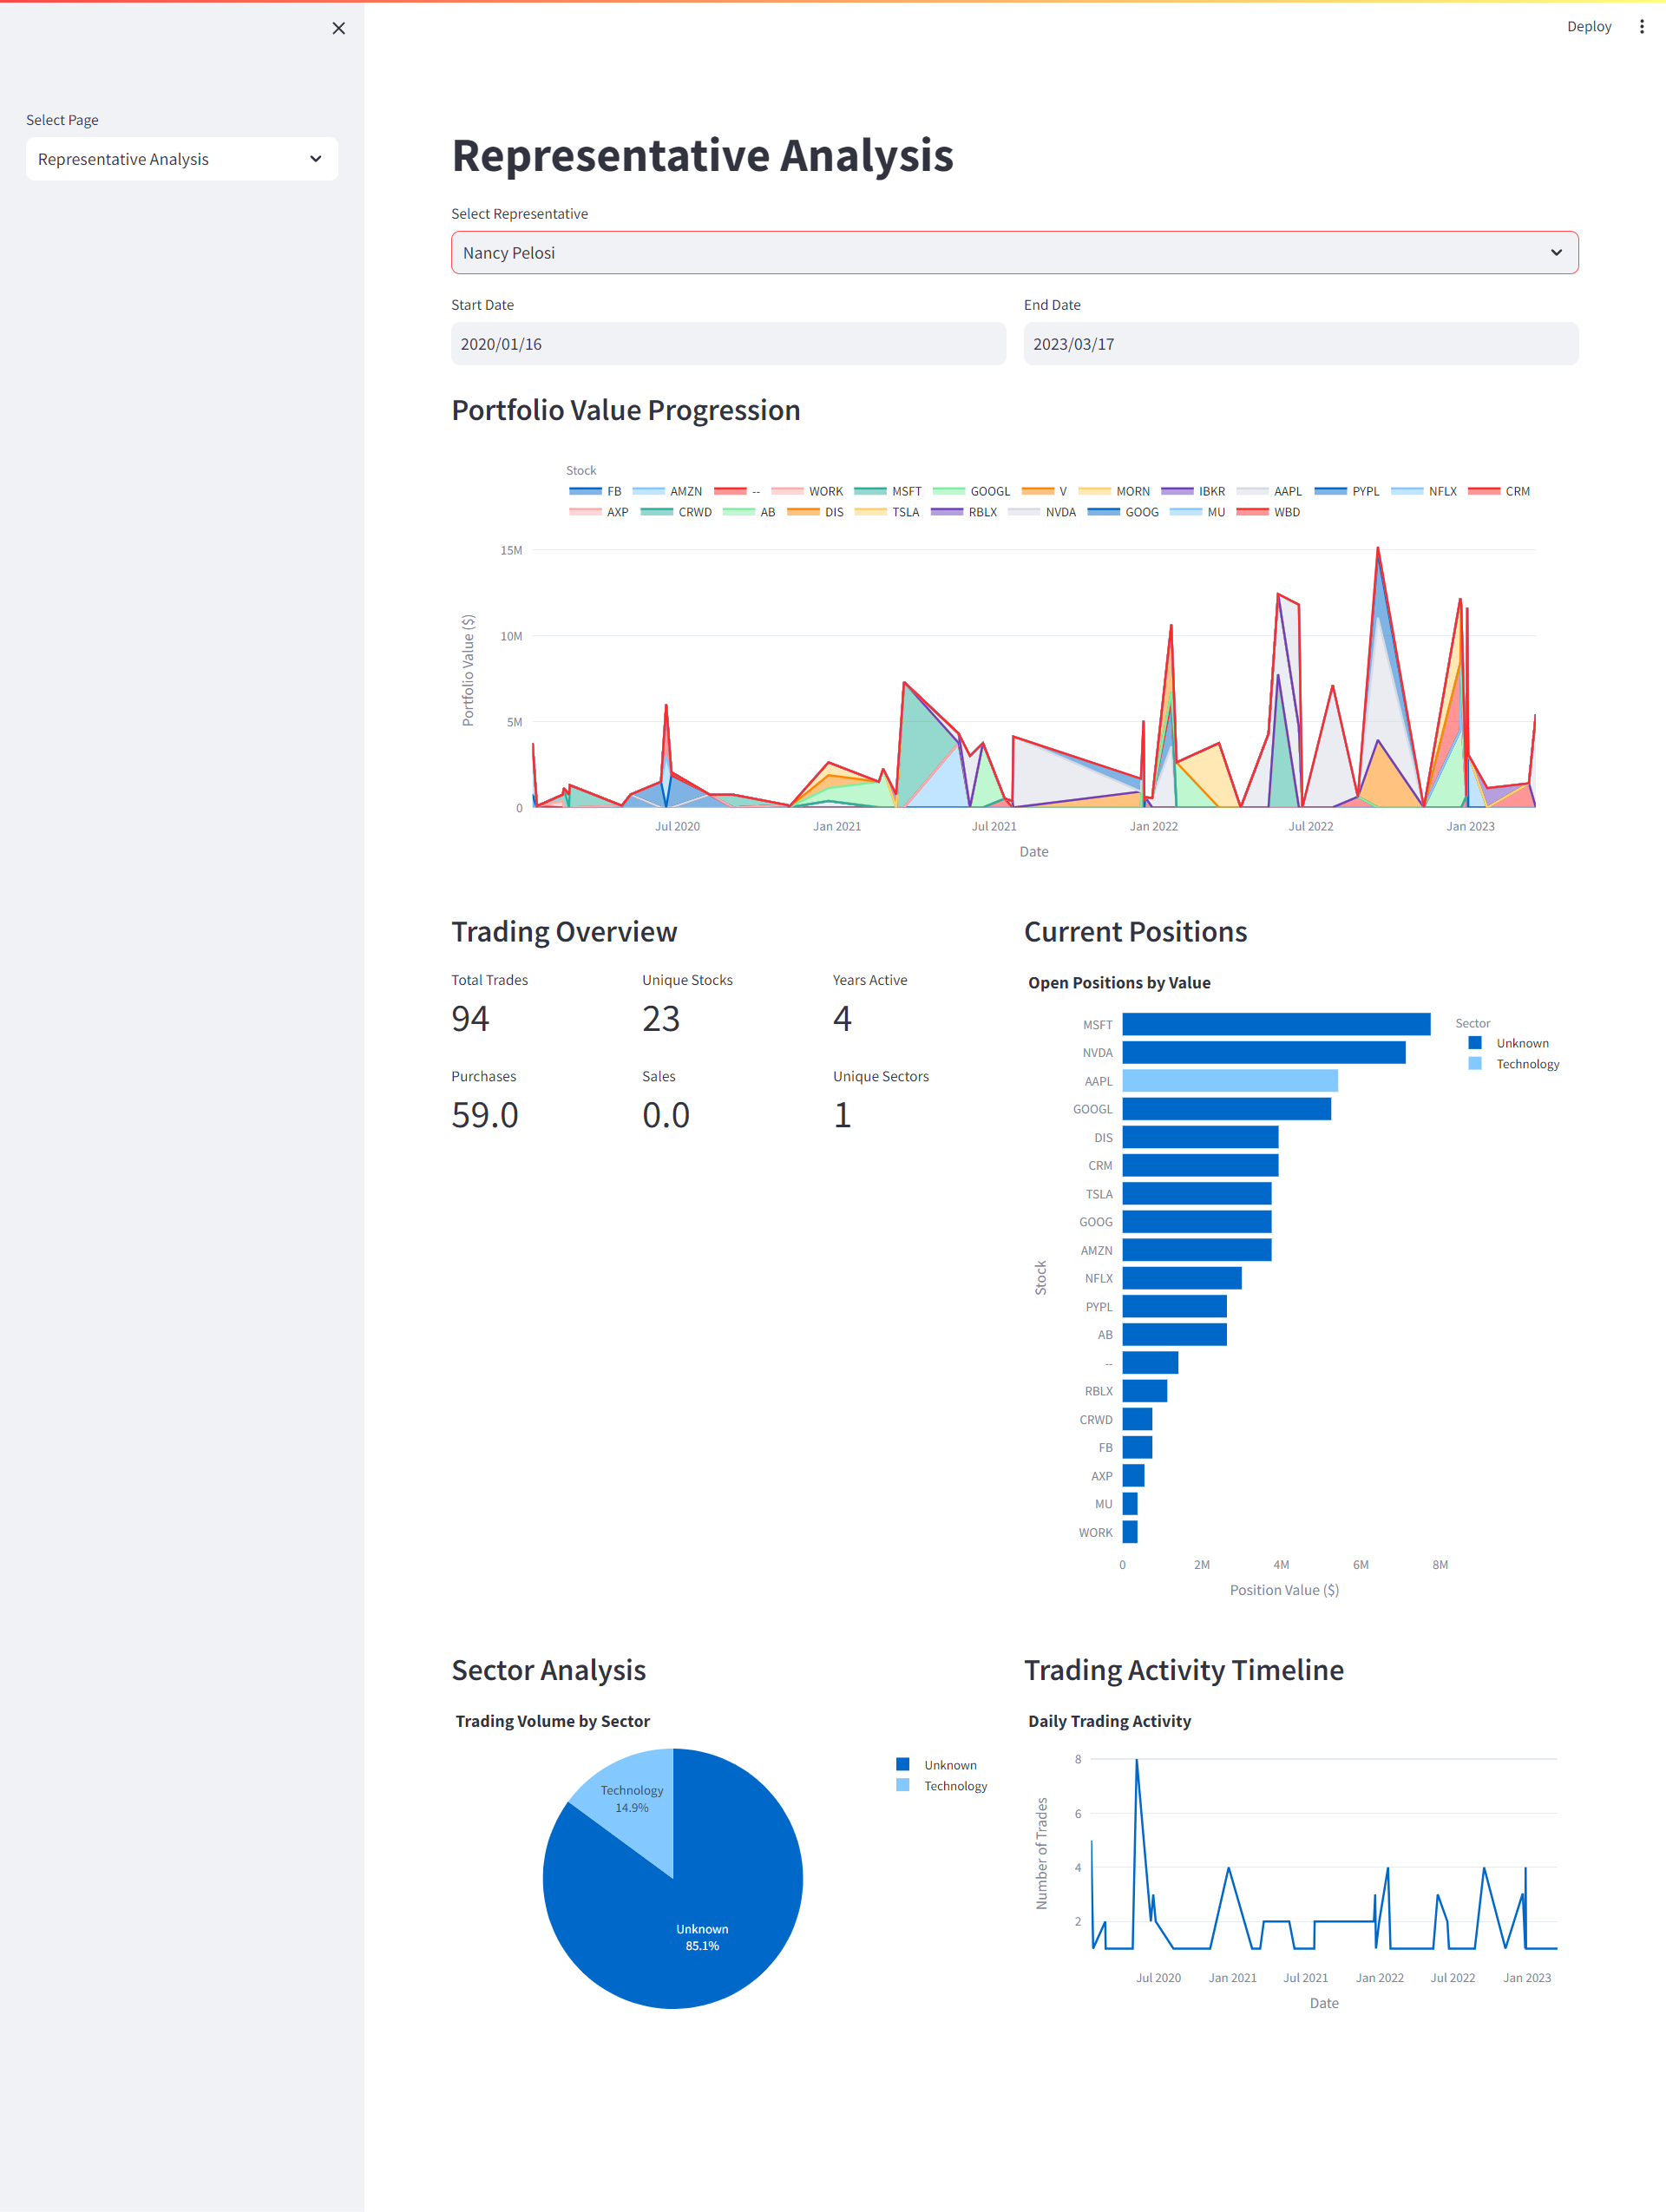 Deploy
Select Page
Representative Analysis
Representative Analysis
Select Representative
Nancy Pelosi
Start Date
End Date
2020/01/16
2023/03/17
Portfolio Value Progression
Stock
FB AMZN -- WORK MSFT GOOGL V MORN IBKR AAPL PYPL NFLX CRM
AXP CRWD AB DIS TSLA RBLX NVDA GOOG MU WBD
Portfolio Value ($)
15M
10M
5M
0
Jul 2020 Jan 2021 Jul 2021 Jan 2022 Jul 2022 Jan 2023
Date
Trading Overview
Total Trades Unique Stocks Years Active
94 23 4
Purchases Sales Unique Sectors
59.0 0.0 1
Current Positions
Open Positions by Value
Sector
Unknown
Technology
Stock
MSFT
NVDA
AAPL
GOOGL
DIS
CRM
TSLA
GOOG
AMZN
NFLX
PYPL
AB
--
RBLX
CRWD
FB
AXP
MU
WORK
0 2M 4M 6M 8M
Position Value ($)
Sector Analysis
Trading Volume by Sector
Technology
14.9%
Unknown
85.1%
Unknown
Technology
Trading Activity Timeline
Daily Trading Activity
Number of Trades
8
6
4
2
Jul 2020 Jan 2021 Jul 2021 Jan 2022 Jul 2022 Jan 2023
Date